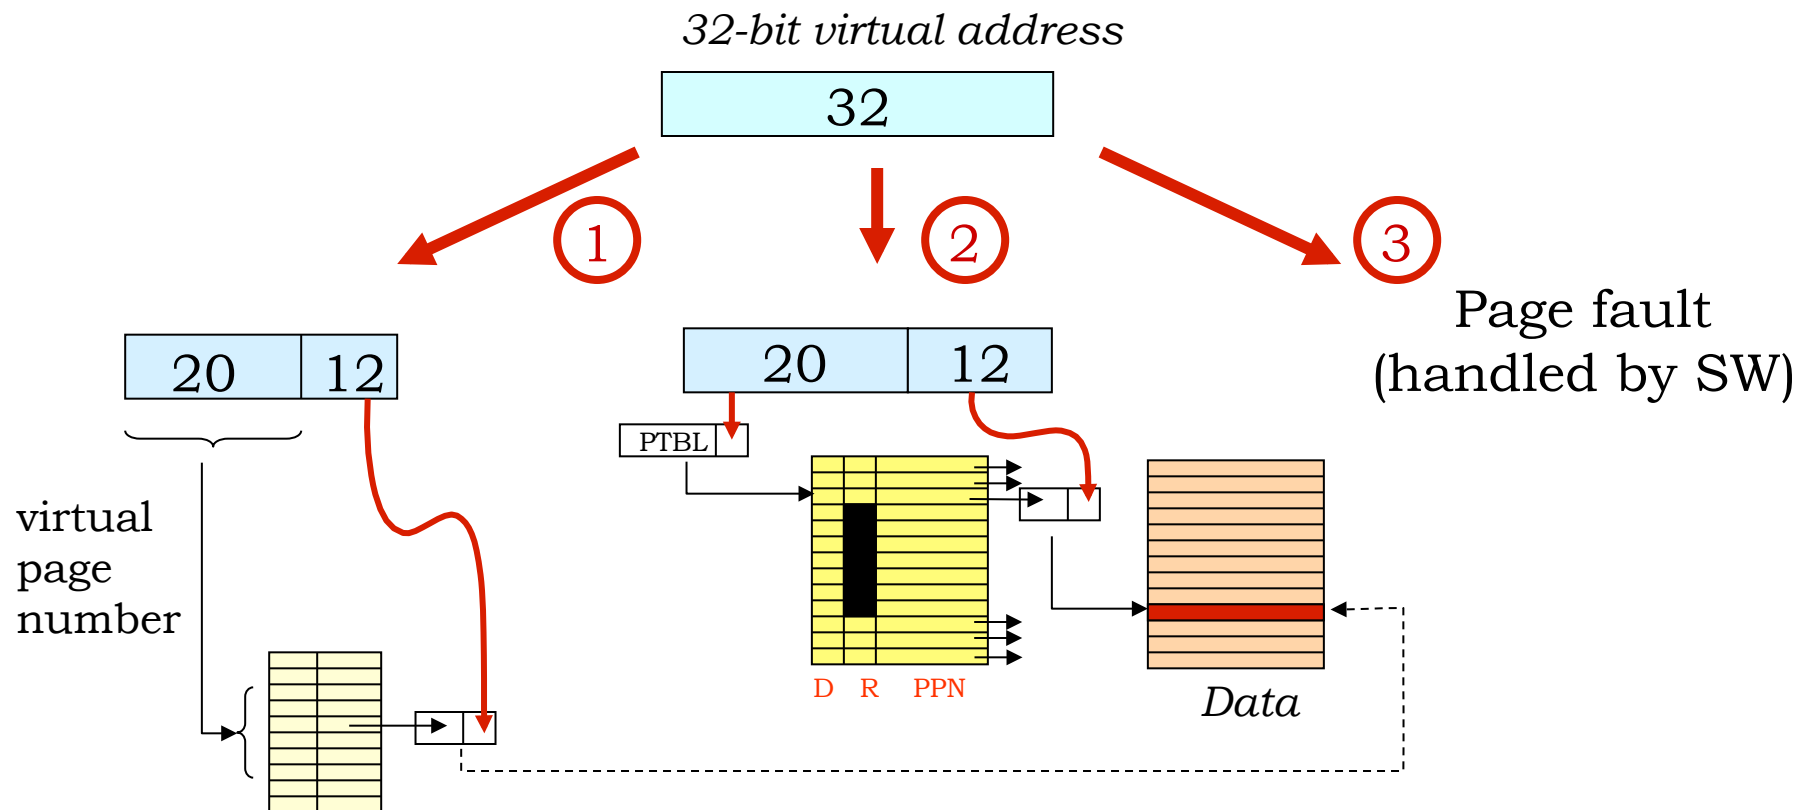 32-bit virtual address
32
1
2
3
Page fault
(handled by SW)
20 12
20 12
PTBL
virtual
page
number
D R PPN
Data